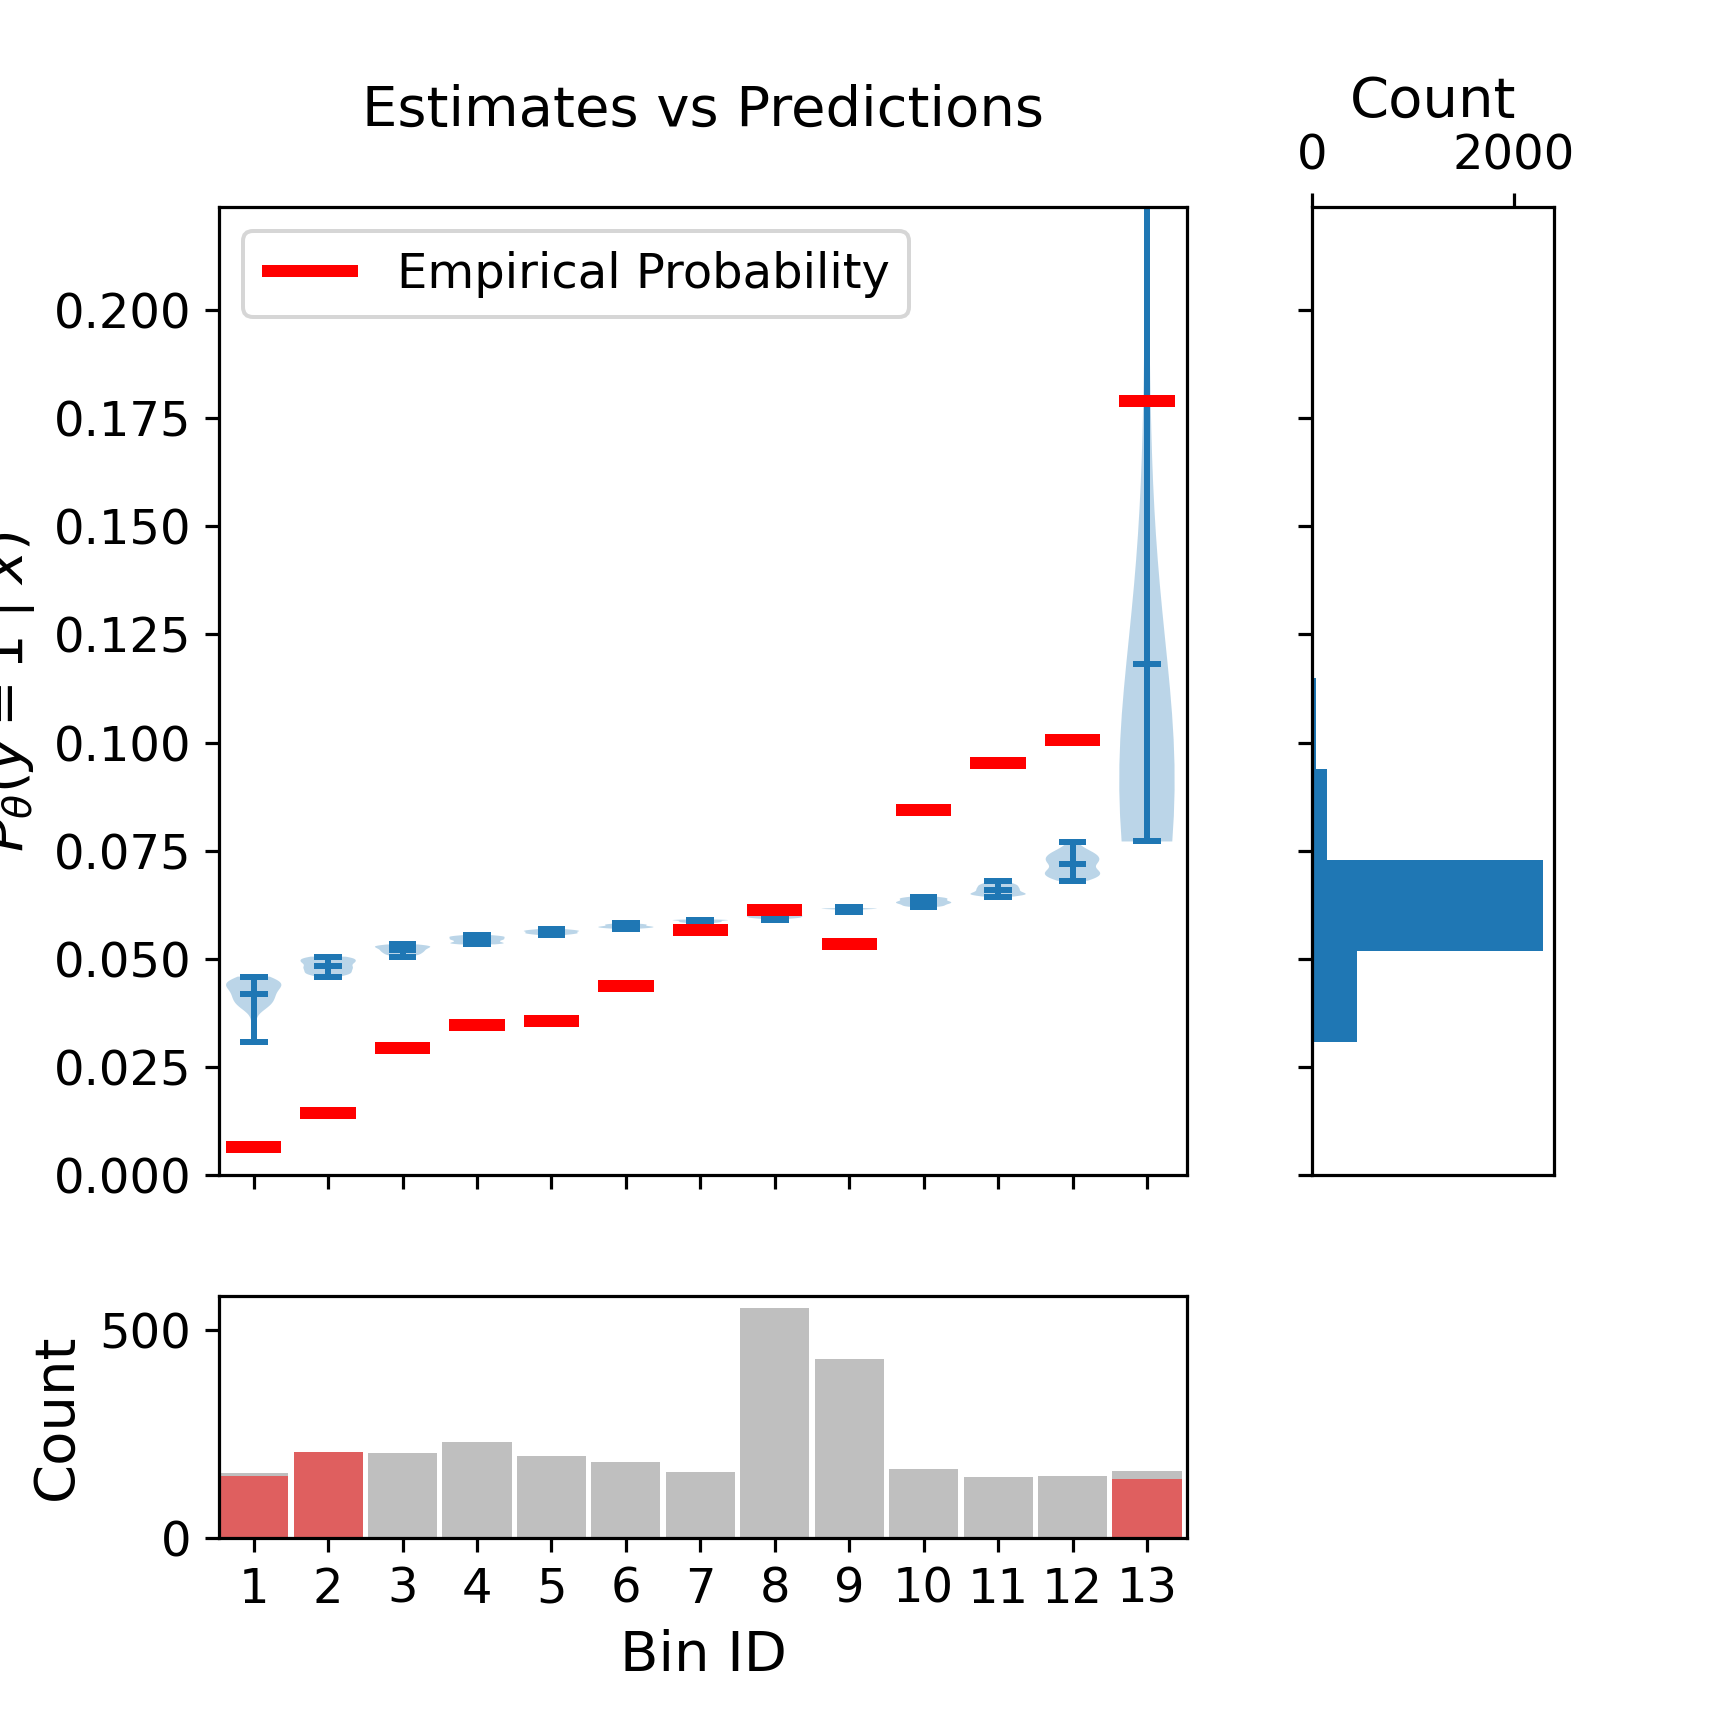 Estimates vs Predictions
Count
0 2000
Empirical Probability
0.200
0.175
0.150
0.125
0.100
0.075
0.050
0.025
0.000
P_θ(y = 1 | x)
Count
500
0
1 2 3 4 5 6 7 8 9 10 11 12 13
Bin ID